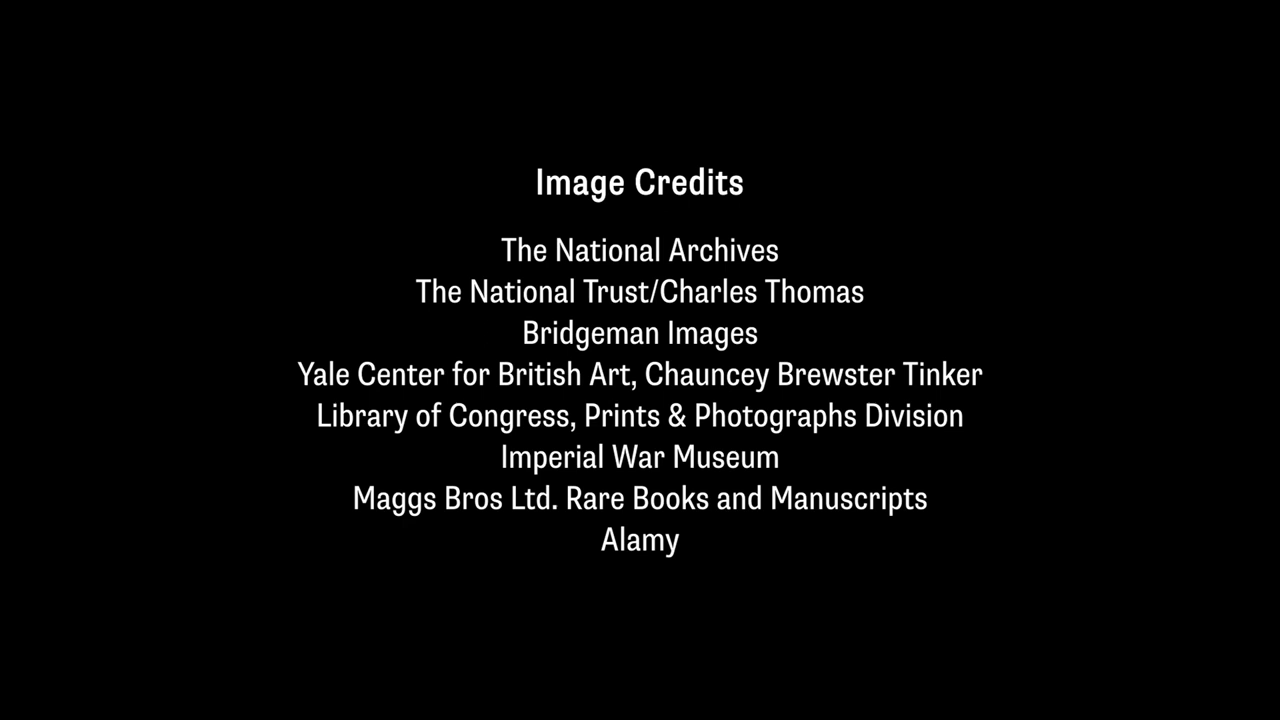 Image Credits
The National Archives
The National Trust/Charles Thomas
Bridgeman Images
Yale Center for British Art, Chauncey Brewster Tinker
Library of Congress, Prints & Photographs Division
Imperial War Museum
Maggs Bros Ltd. Rare Books and Manuscripts
Alamy